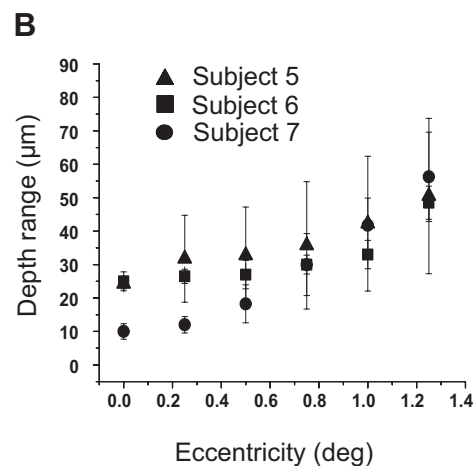 B
Subject 5
Subject 6
Subject 7
Depth range (μm)
90
80
70
60
50
40
30
20
10
0
0.0 0.2 0.4 0.6 0.8 1.0 1.2 1.4
Eccentricity (deg)